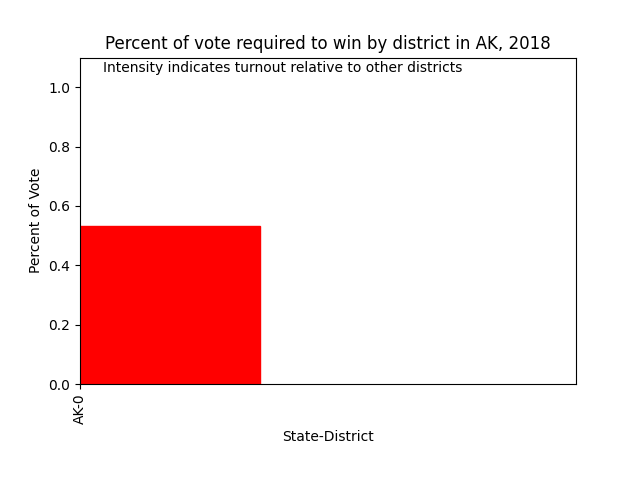 Percent of vote required to win by district in AK, 2018
Intensity indicates turnout relative to other districts
1.0
0.8
0.6
0.4
0.2
0.0
Percent of Vote
AK-0
State-District